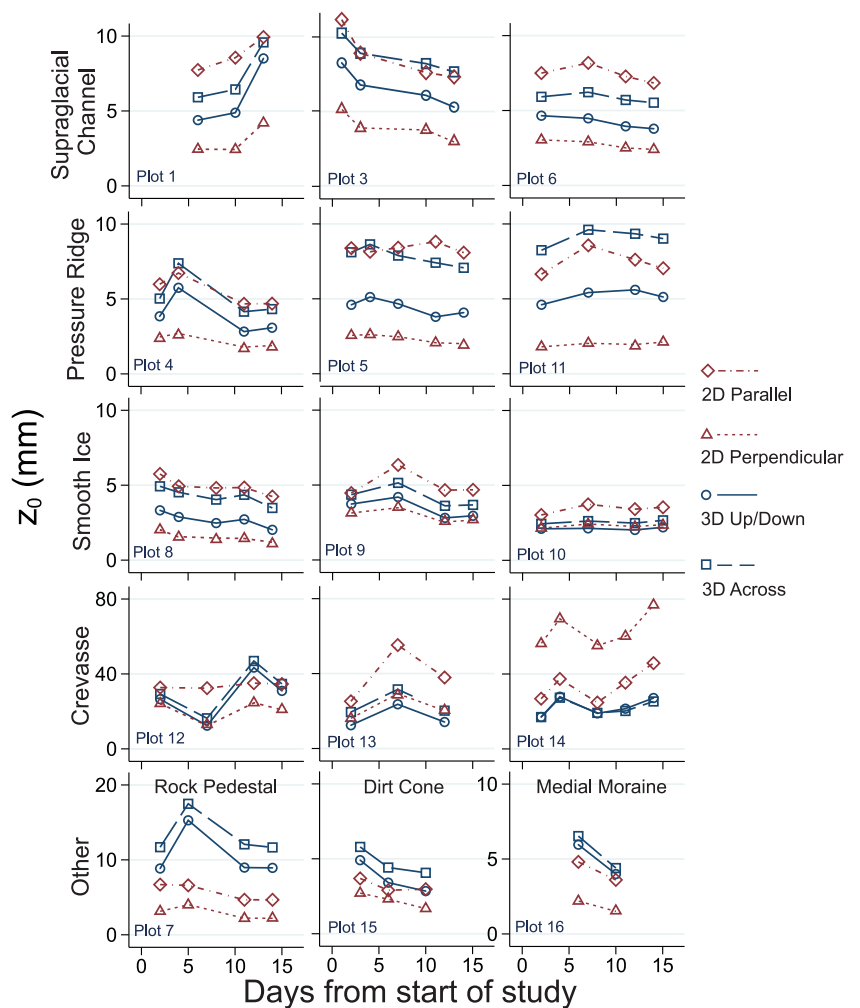 Supraglacial
Channel
10
5
0
Plot 1
Plot 3
Plot 6
Pressure Ridge
10
5
0
Plot 4
Plot 5
Plot 11
z0 (mm)
Smooth Ice
10
5
0
Plot 8
Plot 9
Plot 10
Crevasse
80
40
0
Plot 12
Plot 13
Plot 14
Other
20
10
0
Rock Pedestal
Plot 7
Dirt Cone
Plot 15
10
5
0
Medial Moraine
Plot 16
0 5 10 15
0 5 10 15
0 5 10 15
Days from start of study
2D Parallel
2D Perpendicular
3D Up/Down
3D Across